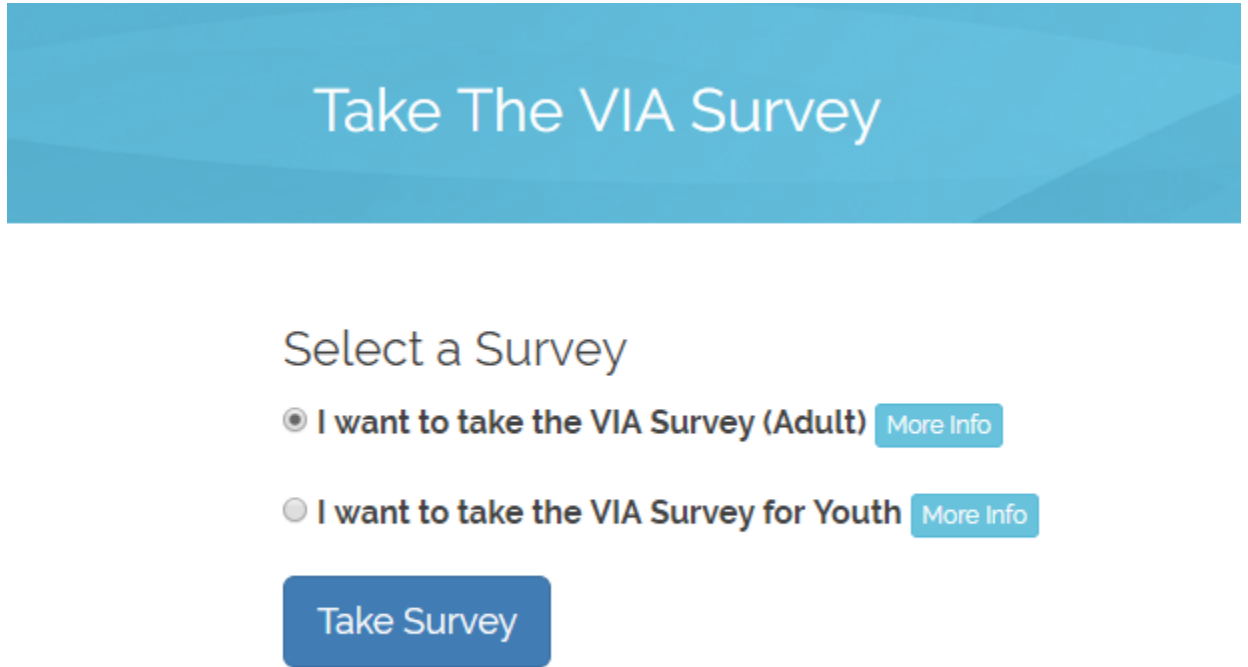 Take The VIA Survey
Select a Survey
I want to take the VIA Survey (Adult) More Info
I want to take the VIA Survey for Youth More Info
Take Survey